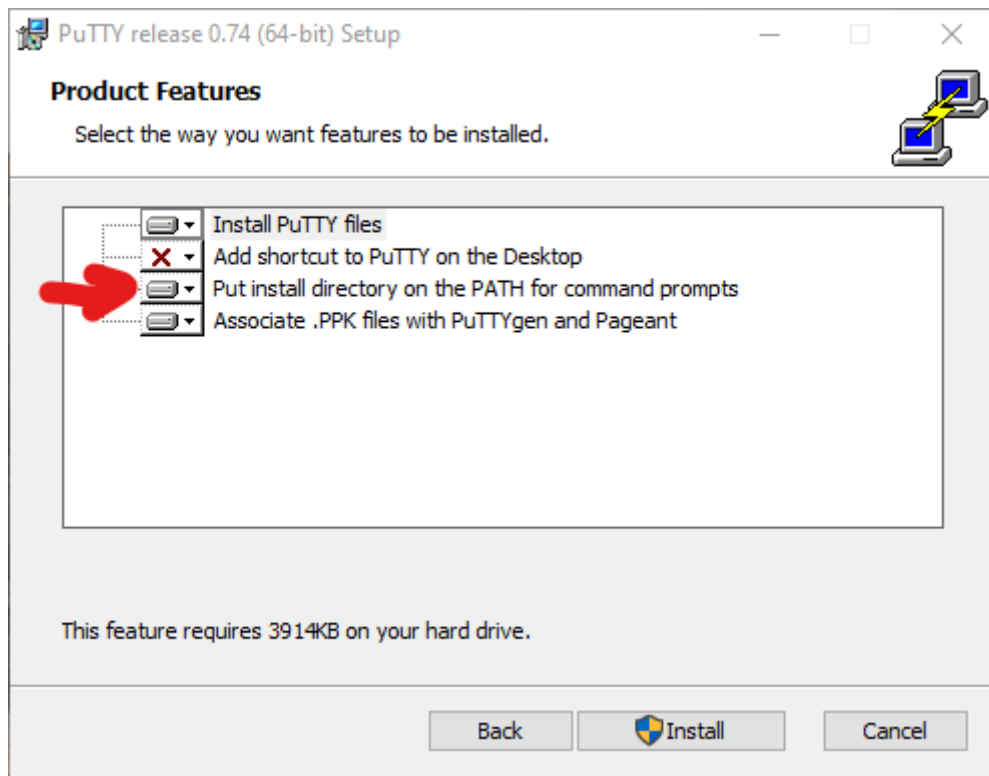 PuTTY release 0.74 (64-bit) Setup
Product Features
Select the way you want features to be installed.
Install PuTTY files
Add shortcut to PuTTY on the Desktop
Put install directory on the PATH for command prompts
Associate .PPK files with PuTTYgen and Pageant
This feature requires 3914KB on your hard drive.
Back
Install
Cancel